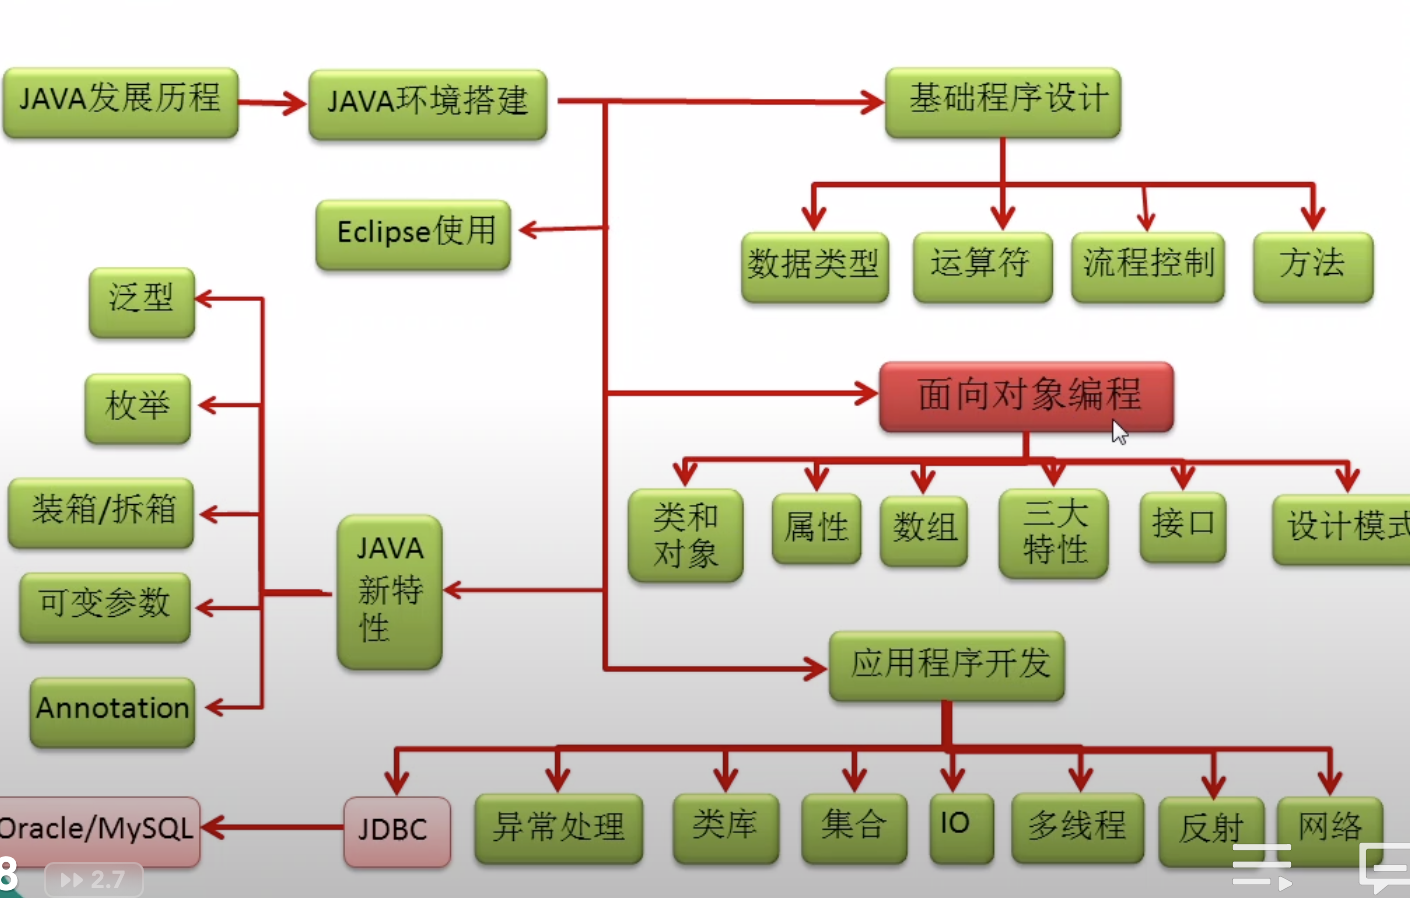 JAVA发展历程
JAVA环境搭建
基础程序设计
Eclipse使用
数据类型
运算符
流程控制
方法
泛型
枚举
装箱/拆箱
可变参数
Annotation
JAVA
新特
性
面向对象编程
类和
对象
属性
数组
三大
特性
接口
设计模式
应用程序开发
Oracle/MySQL
JDBC
异常处理
类库
集合
IO
多线程
反射
网络
8
2.7